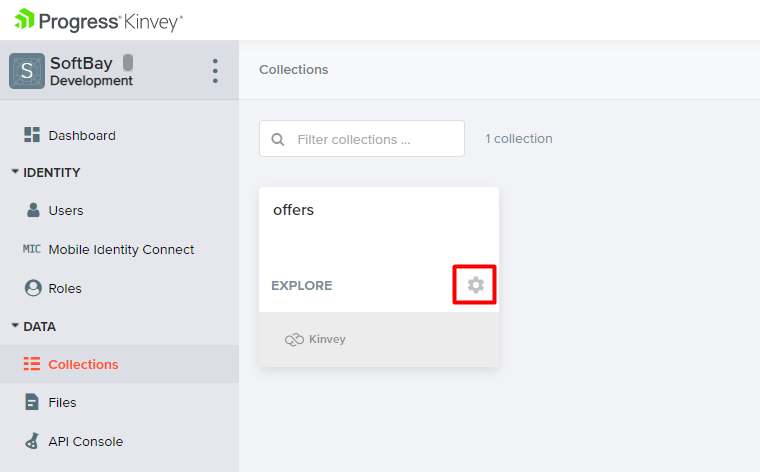 Progress® Kinvey®
S
SoftBay
Development
Dashboard
IDENTITY
Users
MIC Mobile Identity Connect
Roles
DATA
Collections
Files
API Console
Collections
Filter collections ...
1 collection
offers
EXPLORE
Kinvey